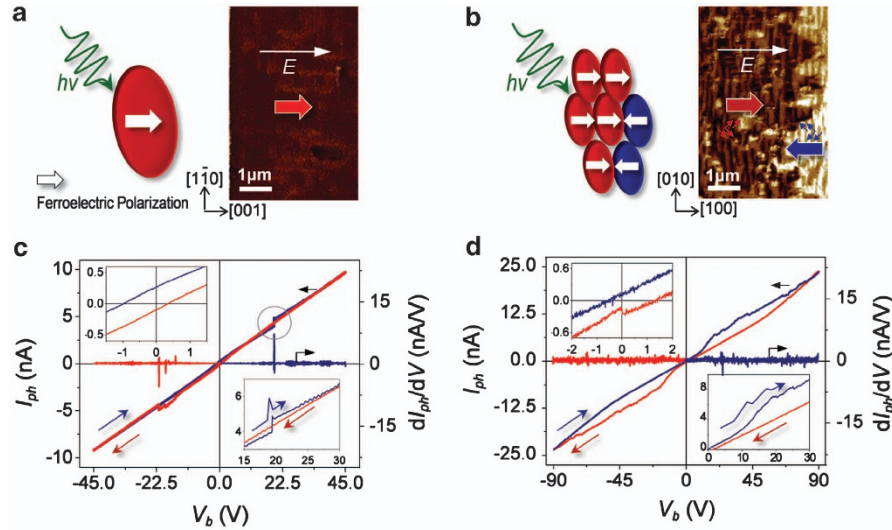 a
hν
E
Ferroelectric Polarization
[11̄0]
[001]
1μm
b
hν
E
[010]
[100]
1μm
c
10
5
0
-5
-10
I_ph (nA)
-45.0 -22.5 0.0 22.5 45.0
V_b (V)
15
0
-15
dI_ph/dV (nA/V)
0.5
0.0
-0.5
-1 0 1
6
4
15 20 25 30
d
25.0
12.5
0.0
-12.5
-25.0
I_ph (nA)
-90 -45 0 45 90
V_b (V)
15
0
-15
dI_ph/dV (nA/V)
0.6
0.0
0.6
-2 -1 0 1 2
8
4
0
0 10 20 30